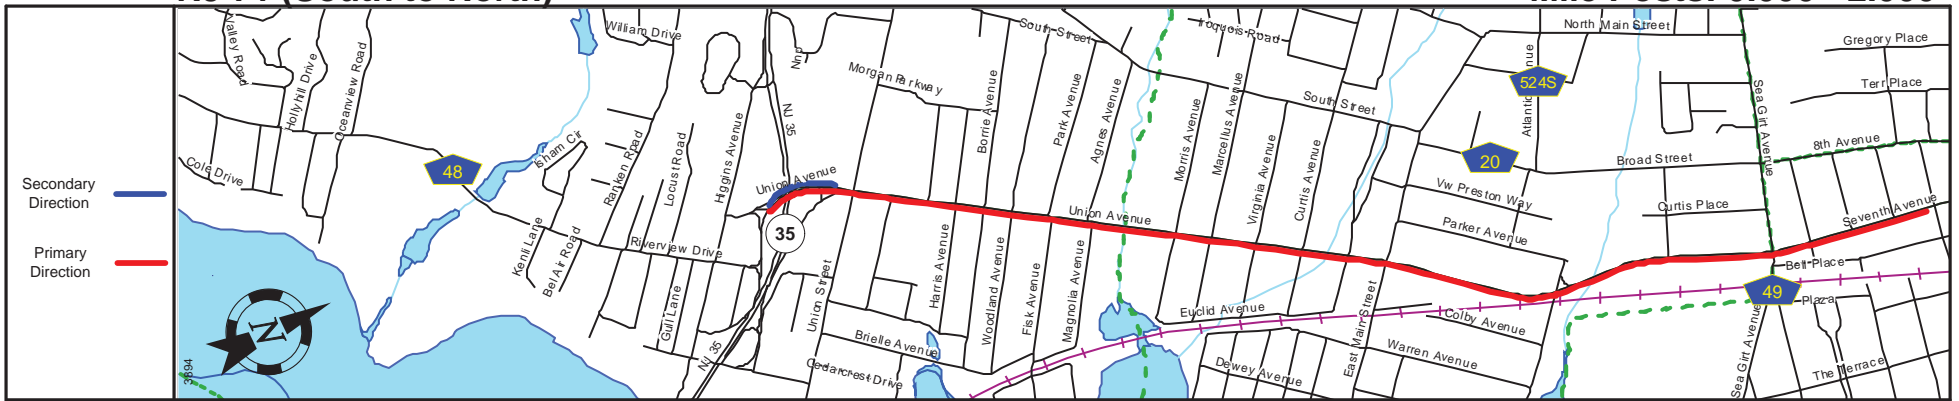 Secondary
Direction
Primary
Direction
Valley Road
Hollyhill Drive
Oceanview Road
Cole Drive
48
Isham Cir
William Drive
Ranken Road
Locust Road
Higgins Avenue
Kenli Lane
Bel Air Road
Riverview Drive
Gull Lane
NJ 35
NJ 35
Union Avenue
35
Union Street
Morgan Parkway
Brielle Avenue
Cedarcrest Drive
Harris Avenue
Borrie Avenue
Woodland Avenue
Fisk Avenue
Magnolia Avenue
Park Avenue
Agnes Avenue
South Street
Union Avenue
Iroquois Road
Morris Avenue
Marcellus Avenue
Virginia Avenue
Curtis Avenue
South Street
Euclid Avenue
Dewey Avenue
East Main Street
Warren Avenue
Colby Avenue
Parker Avenue
Vw Preston Way
20
524S
North Main Street
Broad Street
Curtis Place
Sea Girt Avenue
Gregory Place
Terr Place
8th Avenue
Seventh Avenue
Bell Place
49
Plaza
Sea Girt Avenue
The Terrace
3894
N